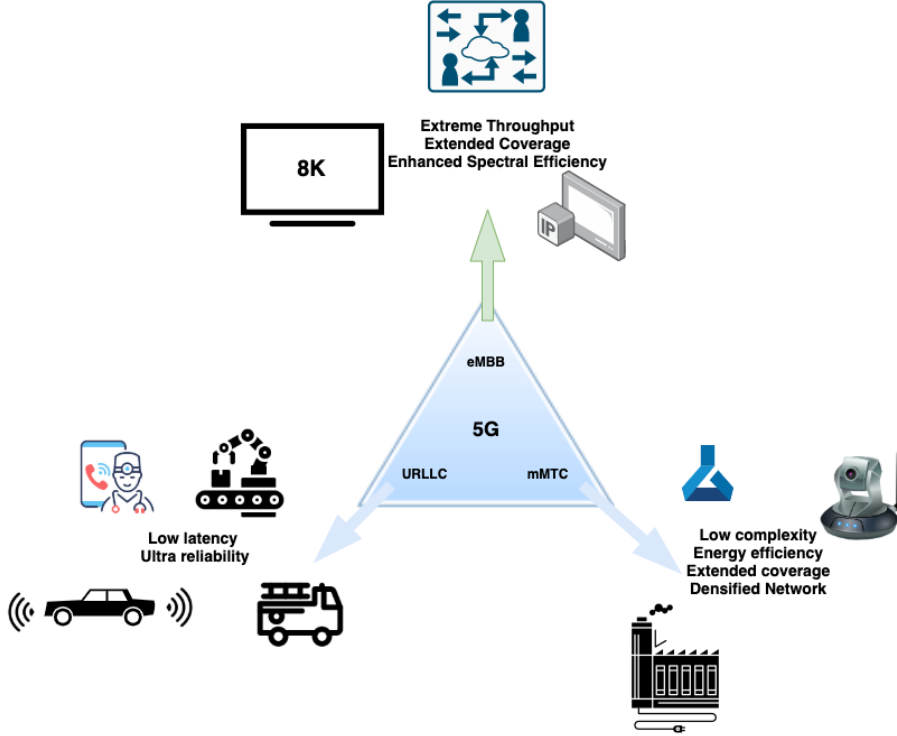 Extreme Throughput
Extended Coverage
Enhanced Spectral Efficiency
8K
IP
eMBB
5G
URLLC
mMTC
Low latency
Ultra reliability
Low complexity
Energy efficiency
Extended coverage
Densified Network